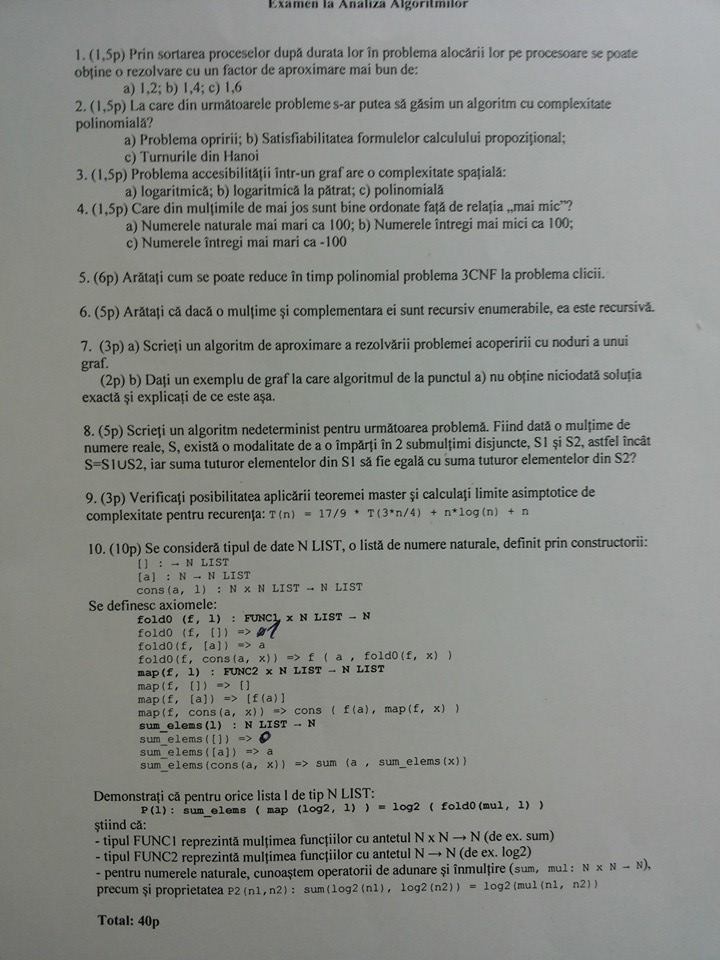 Examen la Analiza Algoritmilor
1. (1,5p) Prin sortarea proceselor după durata lor în problema alocării lor pe procesoare se poate
obține o rezolvare cu un factor de aproximare mai bun de:
a) 1,2; b) 1,4; c) 1,6
2. (1,5p) La care din următoarele probleme s-ar putea să găsim un algoritm cu complexitate
polinomială?
a) Problema opririi; b) Satisfiabilitatea formulelor calculului propozițional;
c) Turnurile din Hanoi
3. (1,5p) Problema accesibilității într-un graf are o complexitate spațială:
a) logaritmică; b) logaritmică la pătrat; c) polinomială
4. (1,5p) Care din mulțimile de mai jos sunt bine ordonate față de relația „mai mic”?
a) Numerele naturale mai mari ca 100; b) Numerele întregi mai mici ca 100;
c) Numerele întregi mai mari ca -100
5. (6p) Arătați cum se poate reduce în timp polinomial problema 3CNF la problema clicii.
6. (5p) Arătați că dacă o mulțime şi complementara ei sunt recursiv enumerabile, ea este recursivă.
7. (3p) a) Scrieți un algoritm de aproximare a rezolvării problemei acoperirii cu noduri a unui
graf.
(2p) b) Dați un exemplu de graf la care algoritmul de la punctul a) nu obține niciodată soluția
exactă şi explicați de ce este aşa.
8. (5p) Scrieți un algoritm nedeterminist pentru următoarea problemă. Fiind dată o mulțime de
numere reale, S, există o modalitate de a o împărți în 2 submulțimi disjuncte, S1 şi S2, astfel încât
S=S1∪S2, iar suma tuturor elementelor din S1 să fie egală cu suma tuturor elementelor din S2?
9. (3p) Verificați posibilitatea aplicării teoremei master şi calculați limite asimptotice de
complexitate pentru recurența: T(n) = 17/9 * T(3*n/4) + n*log(n) + n
10. (10p) Se consideră tipul de date N LIST, o listă de numere naturale, definit prin constructorii:
[] : → N LIST
[a] : N → N LIST
cons(a, l) : N x N LIST → N LIST
Se definesc axiomele:
fold0 (f, l) : FUNC1 x N LIST → N
fold0 (f, []) => 1
fold0(f, [a]) => a
fold0(f, cons(a, x)) => f ( a , fold0(f, x) )
map(f, l) : FUNC2 x N LIST → N LIST
map(f, []) => []
map(f, [a]) => [f(a)]
map(f, cons(a, x)) => cons ( f(a), map(f, x) )
sum_elems(l) : N LIST → N
sum_elems([]) => 0
sum_elems([a]) => a
sum_elems(cons(a, x)) => sum (a , sum_elems(x))
Demonstrați că pentru orice lista l de tip N LIST:
P(l): sum_elems ( map (log2, l) ) = log2 ( fold0(mul, l) )
ştiind că:
- tipul FUNC1 reprezintă mulțimea funcțiilor cu antetul N x N → N (de ex. sum)
- tipul FUNC2 reprezintă mulțimea funcțiilor cu antetul N → N (de ex. log2)
- pentru numerele naturale, cunoaştem operatorii de adunare şi înmulțire (sum, mul: N x N → N),
precum şi proprietatea P2(n1,n2): sum(log2(n1), log2(n2)) = log2(mul(n1, n2))
Total: 40p